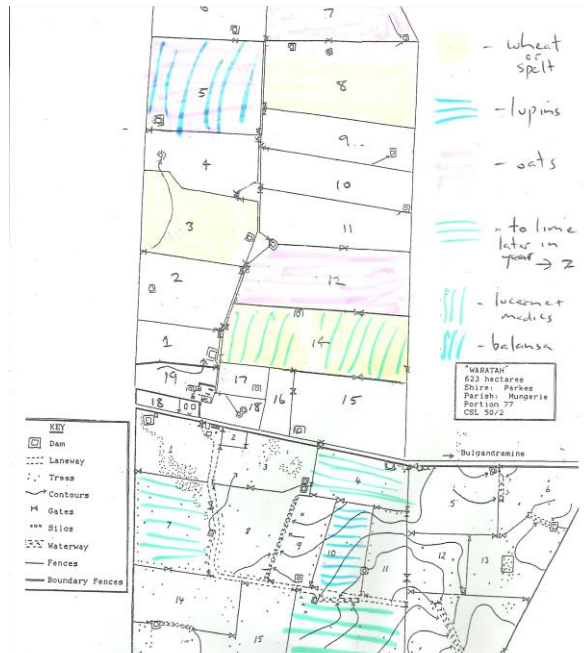 6
7
5
8
9
4
10
11
3
12
2
14
1
19
17
16
15
18
18
- wheat
or
spelt
- lupins
- oats
- to lime
later in
year → 2
- lucerne +
medics
- balansa
"WARATAH"
623 hectares
Shire: Parkes
Parish: Mungerie
Portion 77
CSL 50/2
Bulgandramine
KEY
Dam
Laneway
Trees
Contours
Gates
Silos
Waterway
Fences
Boundary Fences
1
2
3
4
5
6
7
8
9
10
11
12
13
14
15